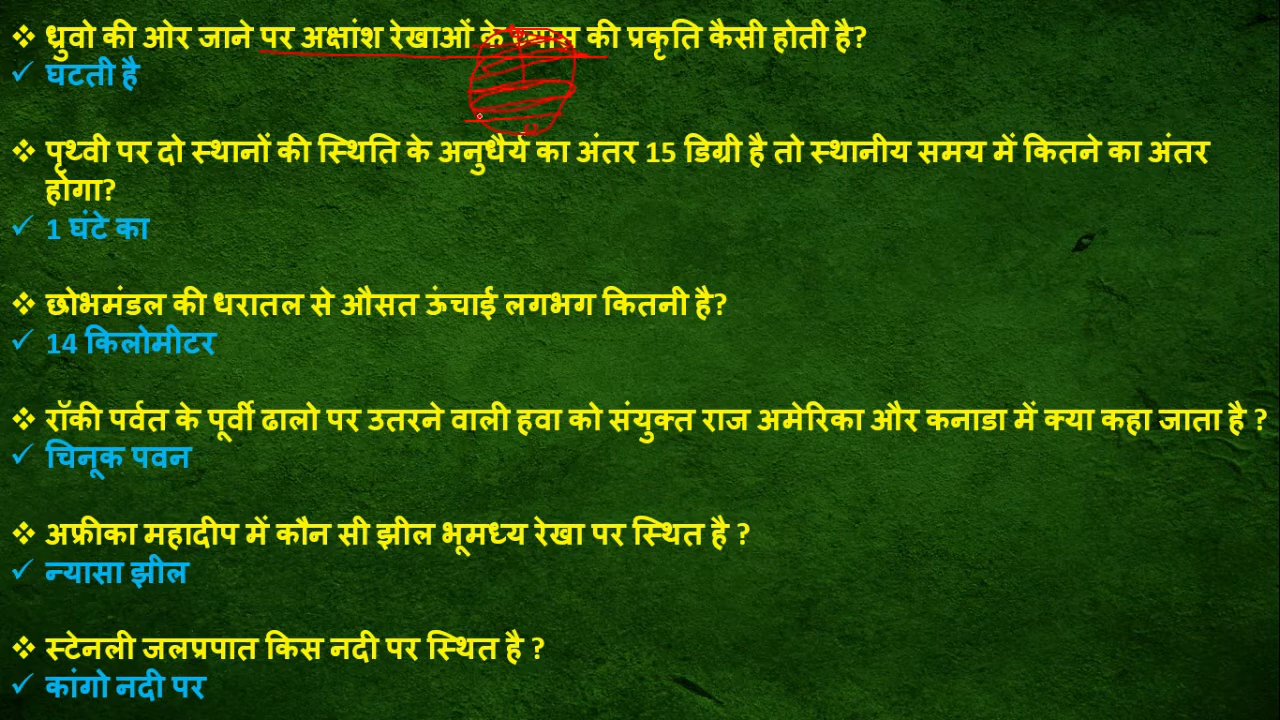 ❖ ध्रुवो की ओर जाने पर अक्षांश रेखाओं के व्यास की प्रकृति कैसी होती है?
✓ घटती है
❖ पृथ्वी पर दो स्थानों की स्थिति के अनुधैर्य का अंतर 15 डिग्री है तो स्थानीय समय में कितने का अंतर
होगा?
✓ 1 घंटे का
❖ छोभमंडल की धरातल से औसत ऊंचाई लगभग कितनी है?
✓ 14 किलोमीटर
❖ रॉकी पर्वत के पूर्वी ढालो पर उतरने वाली हवा को संयुक्त राज अमेरिका और कनाडा में क्या कहा जाता है ?
✓ चिनूक पवन
❖ अफ्रीका महादीप में कौन सी झील भूमध्य रेखा पर स्थित है ?
✓ न्यासा झील
❖ स्टेनली जलप्रपात किस नदी पर स्थित है ?
✓ कांगो नदी पर